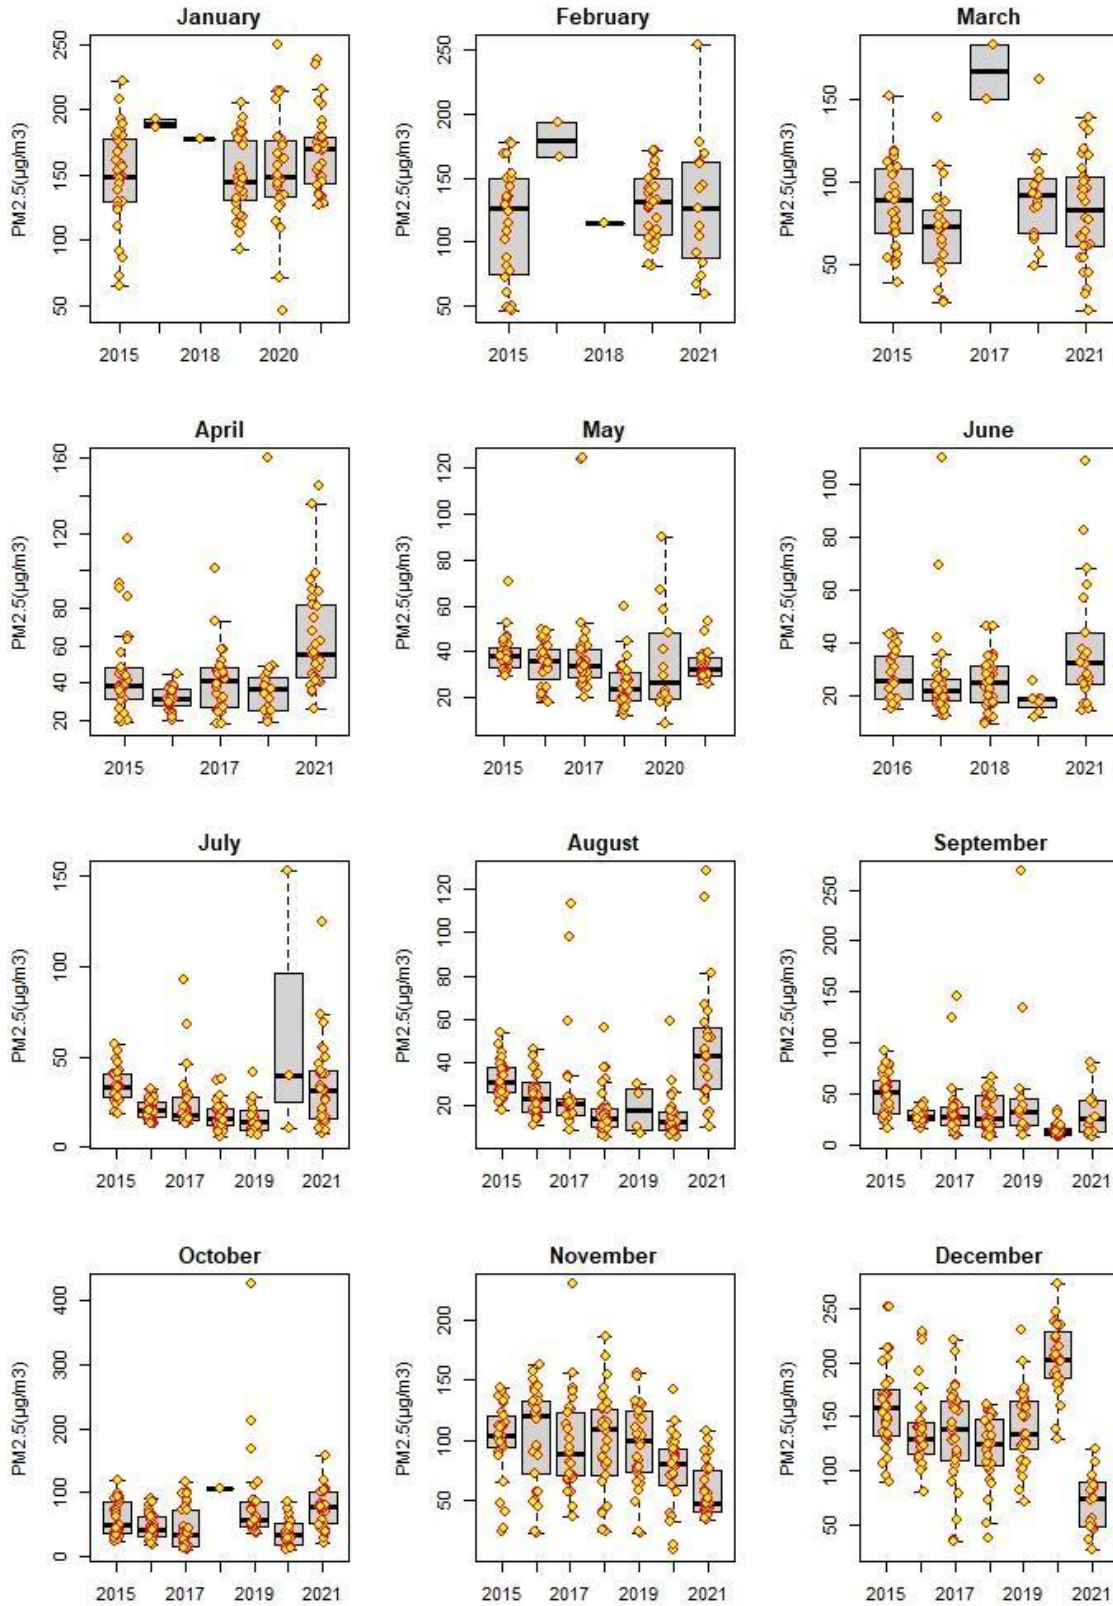 January February March
PM2.5(µg/m3) 50 100 150 200 250
2015 2018 2020
PM2.5(µg/m3) 50 100 150 200 250
2015 2018 2021
PM2.5(µg/m3) 50 100 150
2015 2017 2021
April May June
PM2.5(µg/m3) 20 40 60 80 120 160
2015 2017 2021
PM2.5(µg/m3) 20 40 60 80 120
2015 2017 2020
PM2.5(µg/m3) 20 40 60 80 100
2016 2018 2021
July August September
PM2.5(µg/m3) 0 50 100 150
2015 2017 2019 2021
PM2.5(µg/m3) 20 40 60 80 100 120
2015 2017 2019 2021
PM2.5(µg/m3) 0 50 100 150 200 250
2015 2017 2019 2021
October November December
PM2.5(µg/m3) 0 100 200 300 400
2015 2017 2019 2021
PM2.5(µg/m3) 50 100 150 200
2015 2017 2019 2021
PM2.5(µg/m3) 50 100 150 200 250
2015 2017 2019 2021